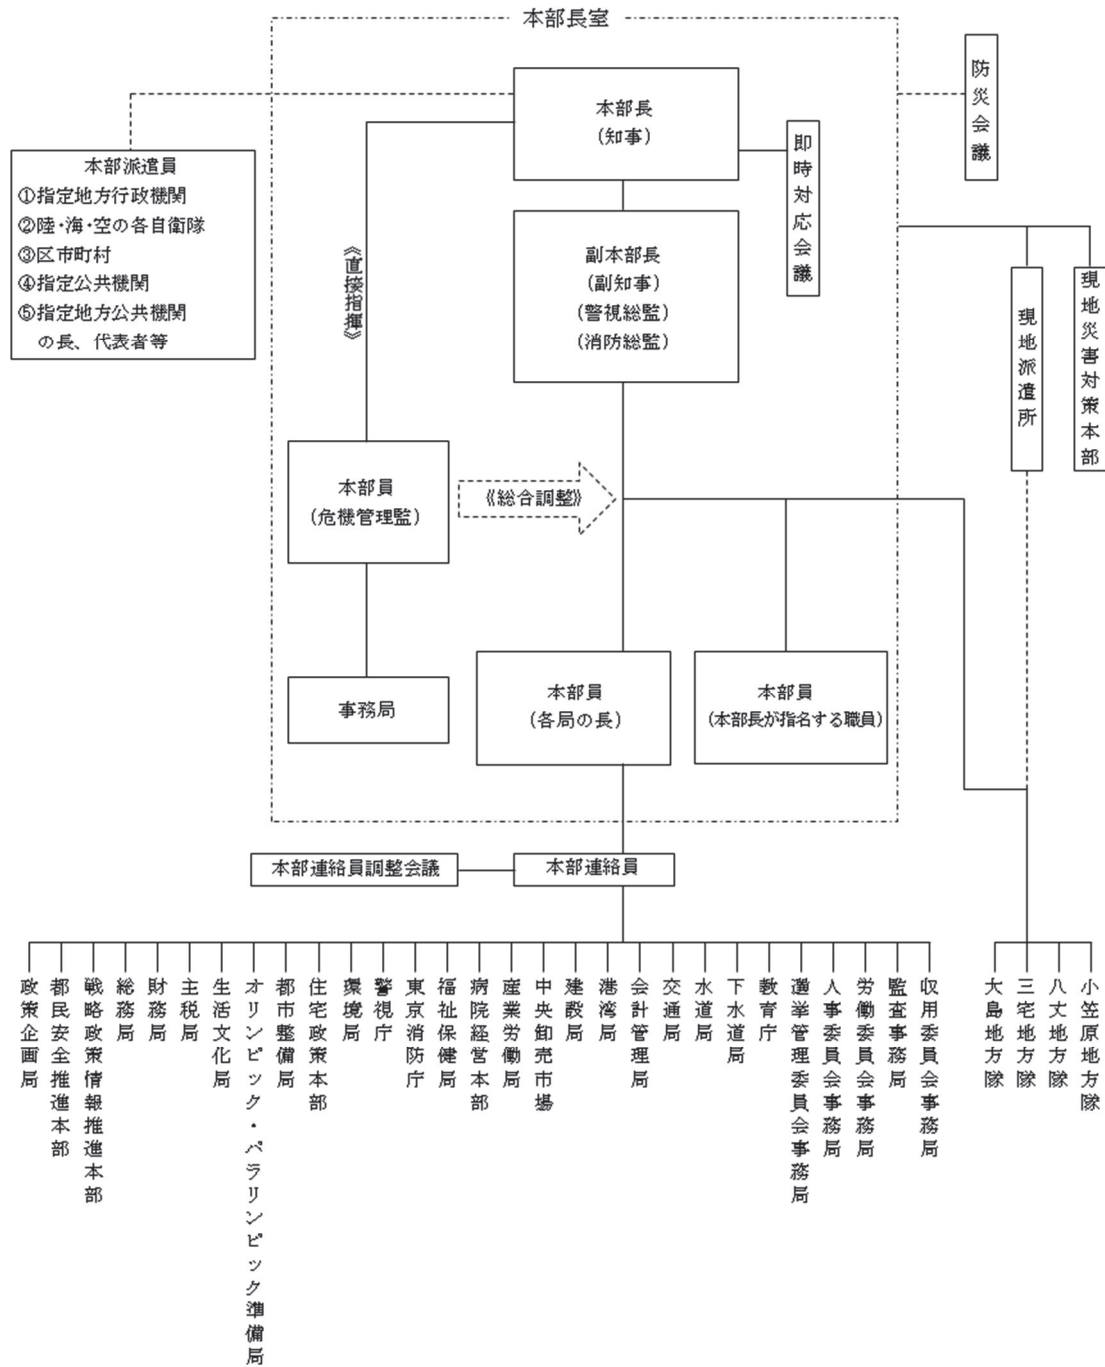 本部長室
防災会議
本部長
(知事)
即時対応会議
本部派遣員
①指定地方行政機関
②陸・海・空の各自衛隊
③区市町村
④指定公共機関
⑤指定地方公共機関
の長、代表者等
《直接指揮》
副本部長
(副知事)
(警視総監)
(消防総監)
現地派遣所
現地災害対策本部
本部員
(危機管理監)
《総合調整》
事務局
本部員
(各局の長)
本部員
(本部長が指名する職員)
本部連絡員調整会議
本部連絡員
政策企画局
都民安全推進本部
戦略政策情報推進本部
総務局
財務局
主税局
生活文化局
オリンピック・パラリンピック準備局
都市整備局
住宅政策本部
環境局
警視庁
東京消防庁
福祉保健局
病院経営本部
産業労働局
中央卸売市場
建設局
港湾局
会計管理局
交通局
水道局
下水道局
教育庁
選挙管理委員会事務局
人事委員会事務局
労働委員会事務局
監査事務局
収用委員会事務局
大島地方隊
三宅地方隊
八丈地方隊
小笠原地方隊